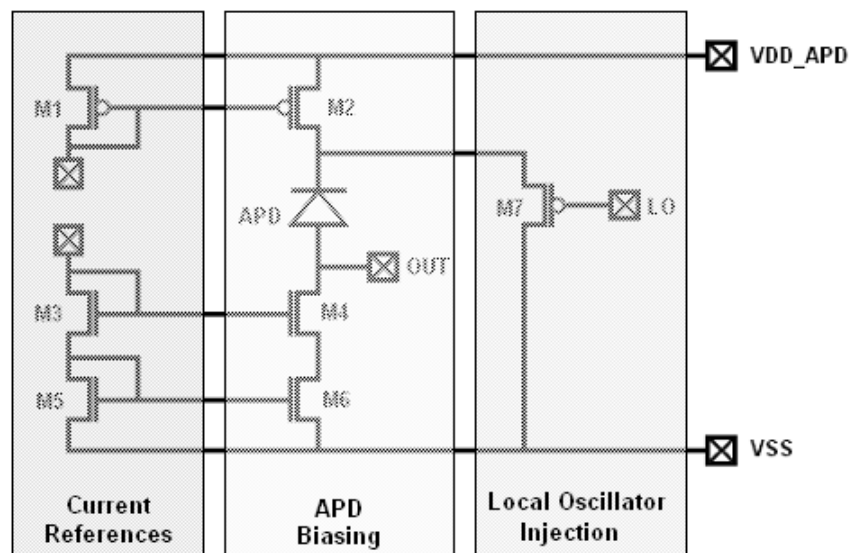 VDD_APD
M1
M2
APD
M7
LO
OUT
M3
M4
M5
M6
VSS
Current
References
APD
Biasing
Local Oscillator
Injection